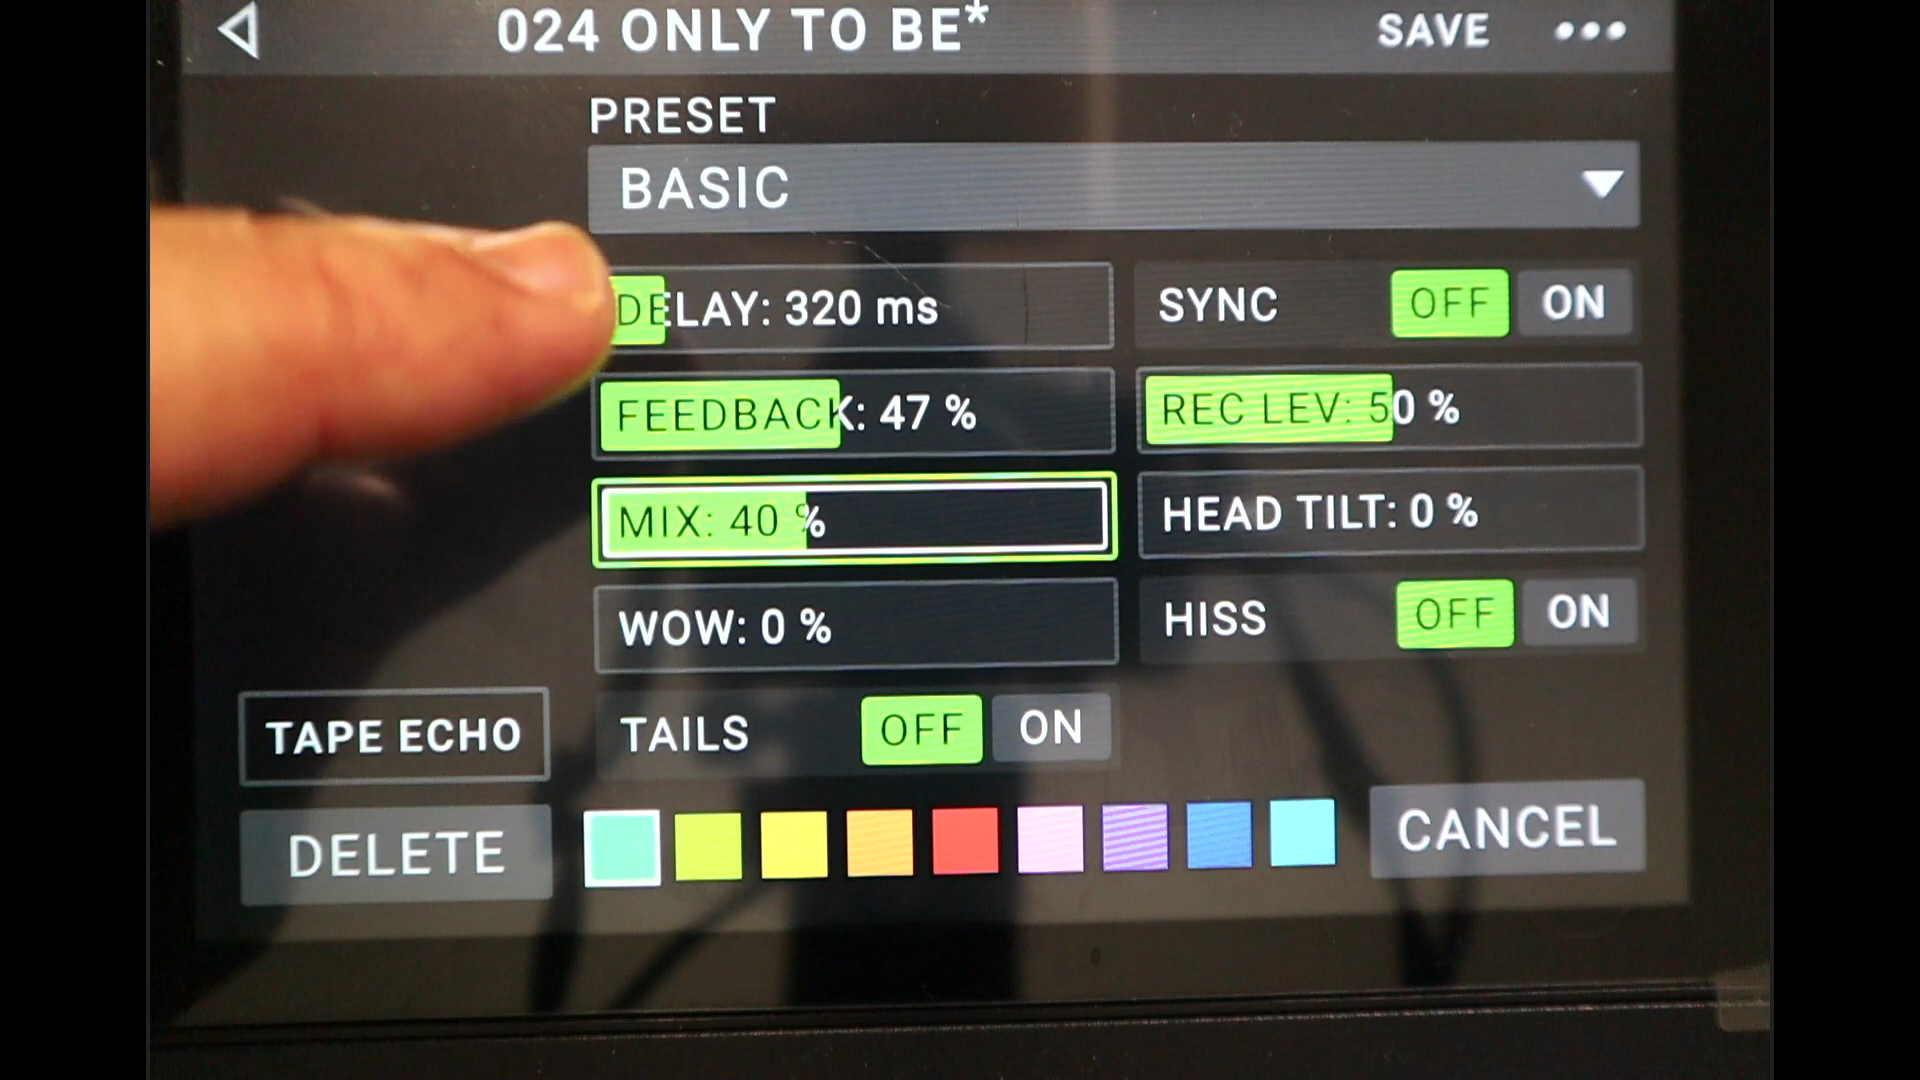 024 ONLY TO BE*
SAVE
PRESET
BASIC
DELAY: 320 ms
SYNC OFF ON
FEEDBACK: 47 %
REC LEV: 50 %
MIX: 40 %
HEAD TILT: 0 %
WOW: 0 %
HISS OFF ON
TAPE ECHO
TAILS OFF ON
DELETE
CANCEL